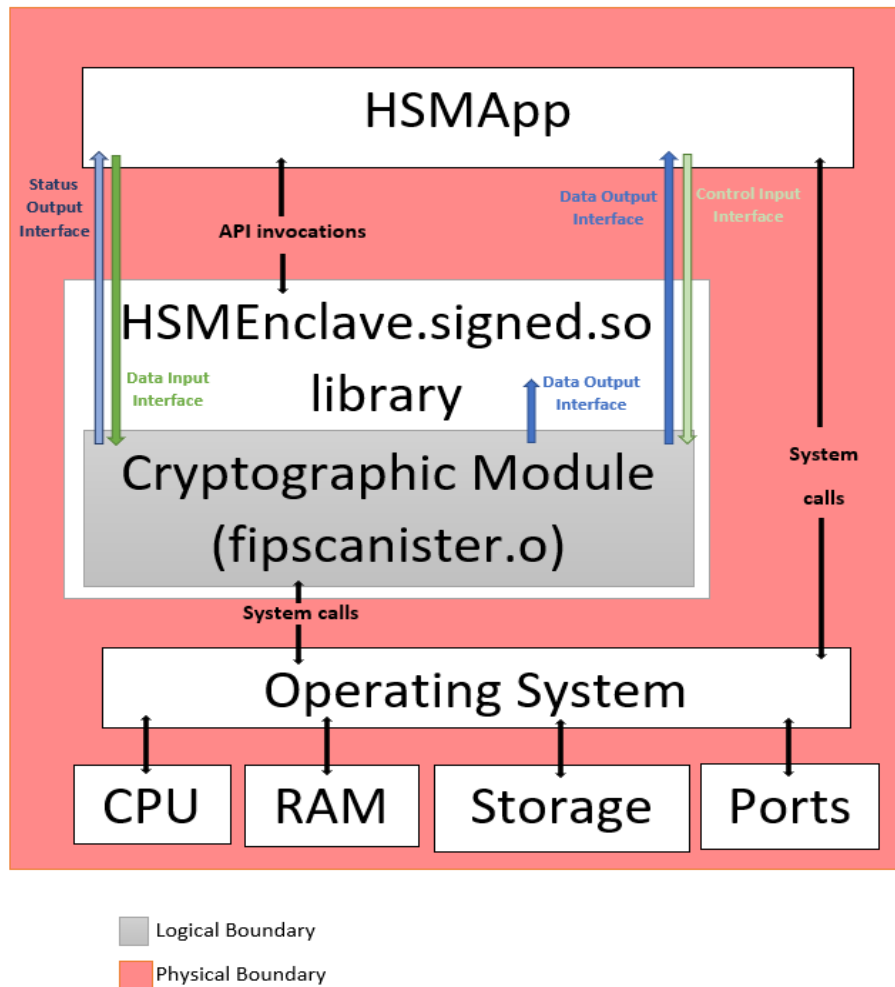 HSMApp
Status
Output
Interface
Data Output
Interface
Control Input
Interface
API invocations
HSMEnclave.signed.so
library
Data Input
Interface
Data Output
Interface
Cryptographic Module
(fipscanister.o)
System
calls
System calls
Operating System
CPU
RAM
Storage
Ports
Logical Boundary
Physical Boundary